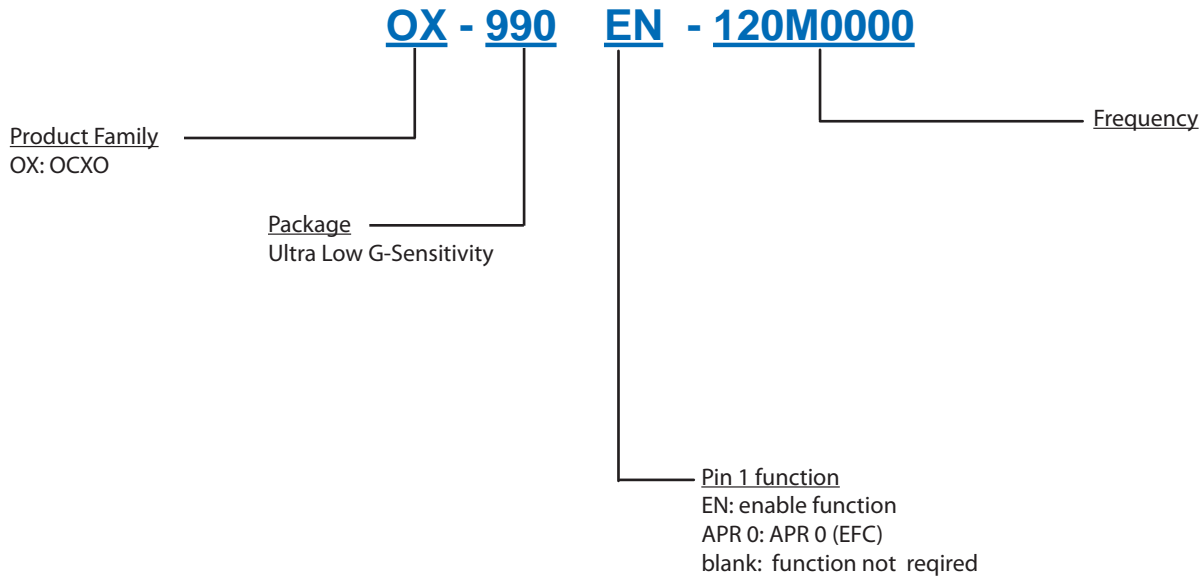 OX - 990 EN - 120M0000
Product Family
OX: OCXO
Frequency
Package
Ultra Low G-Sensitivity
Pin 1 function
EN: enable function
APR 0: APR 0 (EFC)
blank: function not reqired